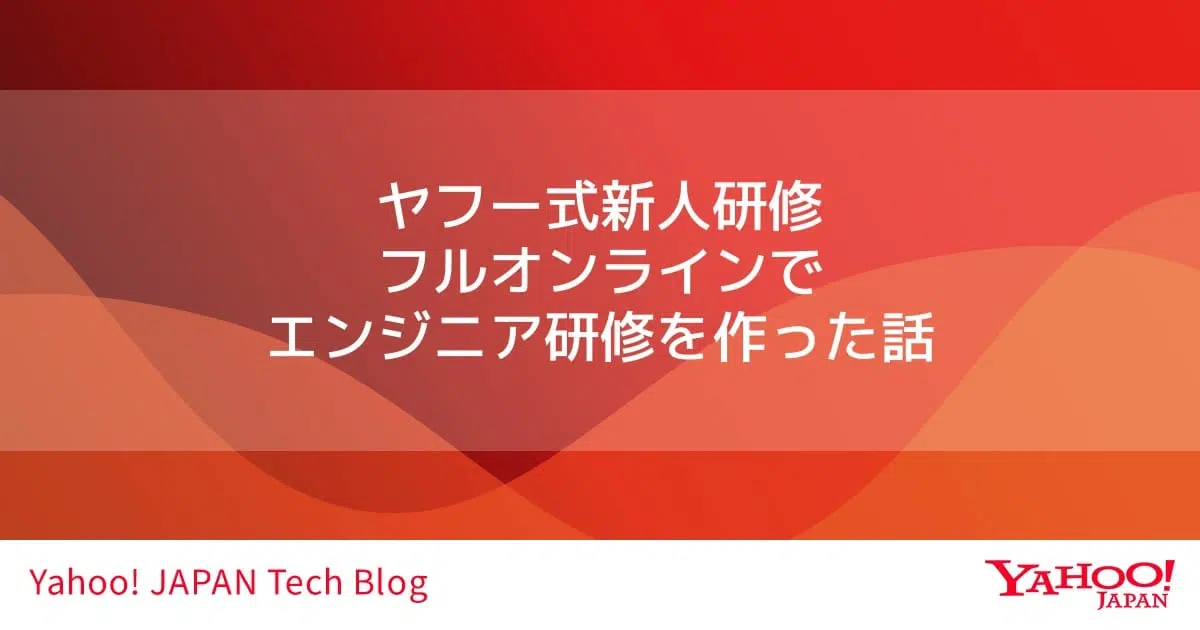 ヤフー式新人研修
フルオンラインで
エンジニア研修を作った話
Yahoo! JAPAN Tech Blog
YAHOO!
JAPAN